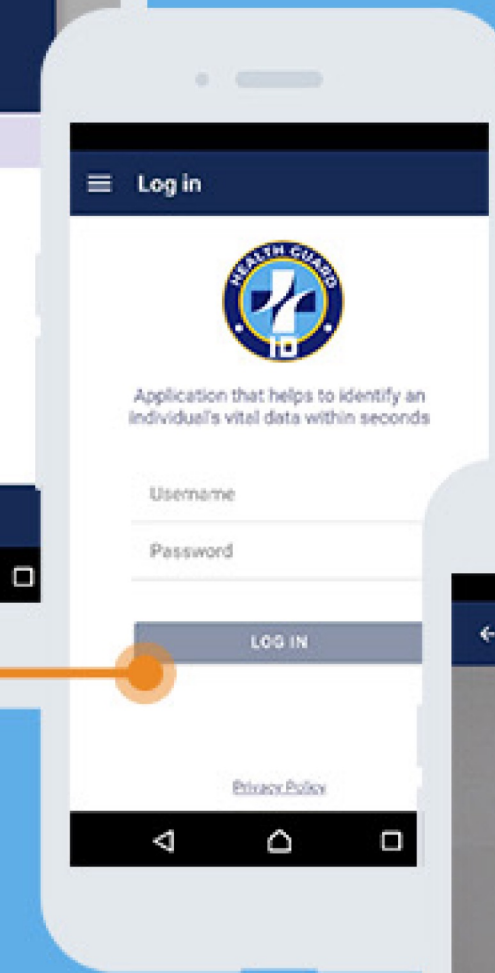 Log in
HEALTH GUARD
ID
Application that helps to identify an
individual's vital data within seconds
Username
Password
LOG IN
Privacy Policy